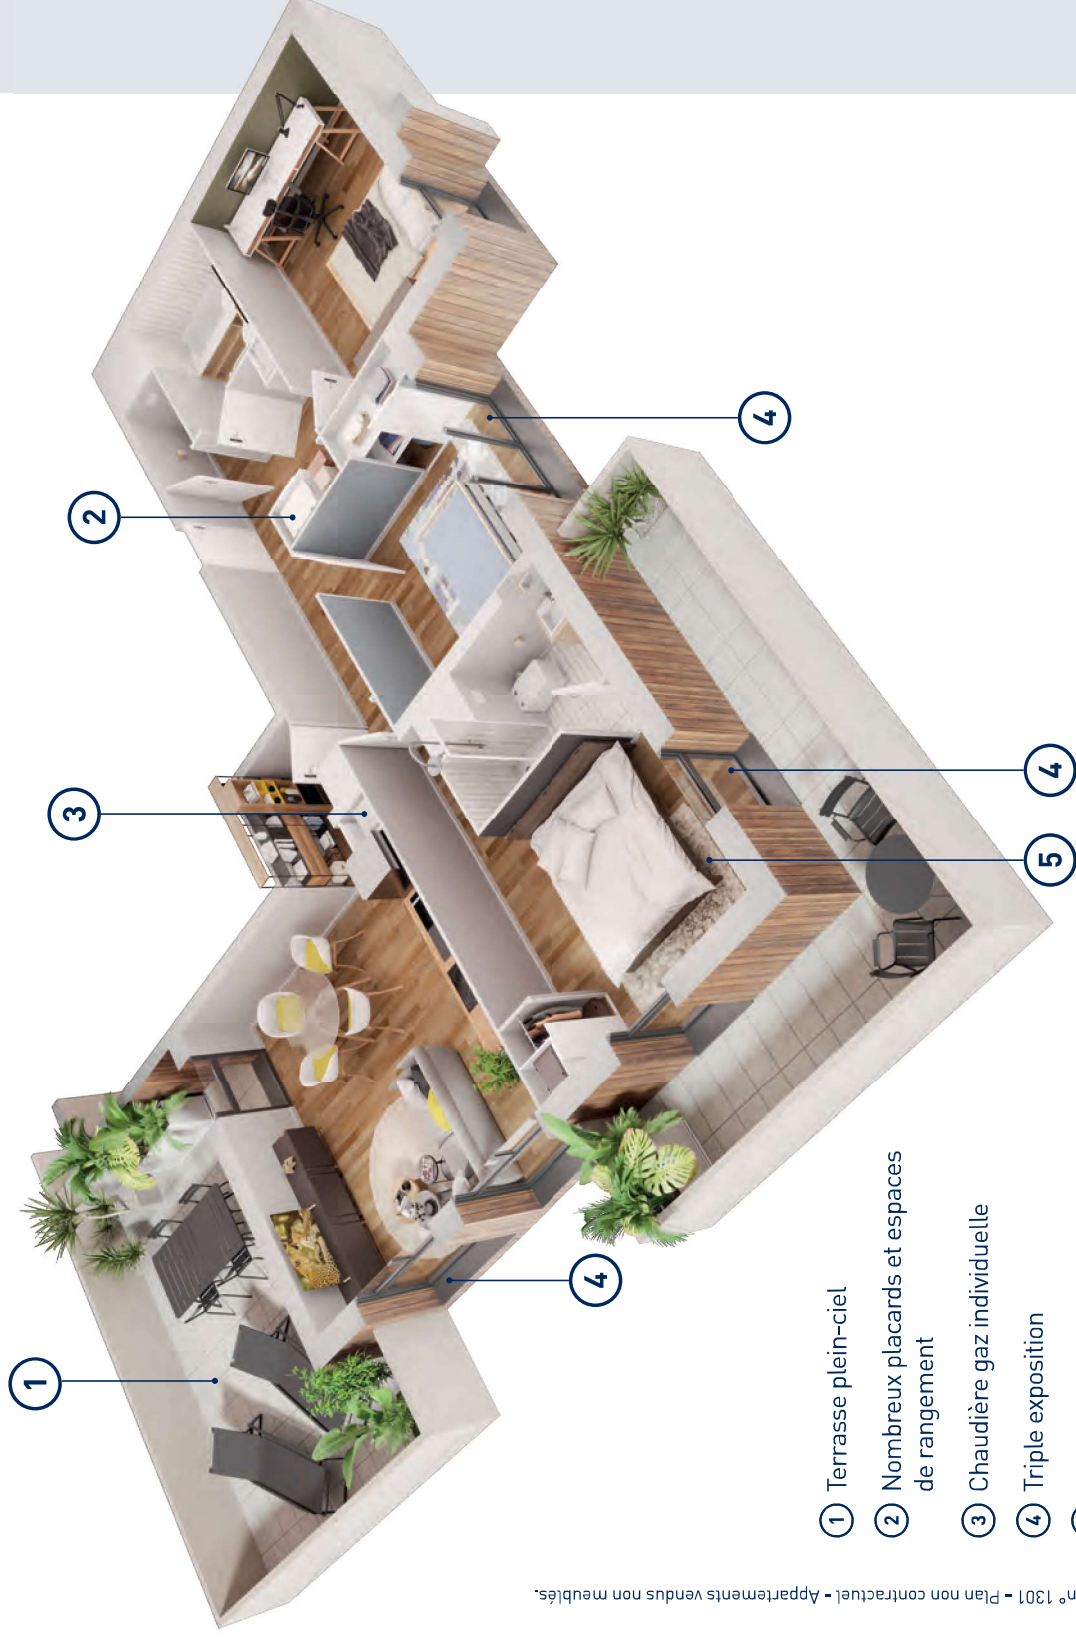 1
2
3
4
4
4
5
1 Terrasse plein-ciel
2 Nombreux placards et espaces
de rangement
3 Chaudière gaz individuelle
4 Triple exposition
n° 1301 - Plan non contractuel - Appartements vendus non meublés.